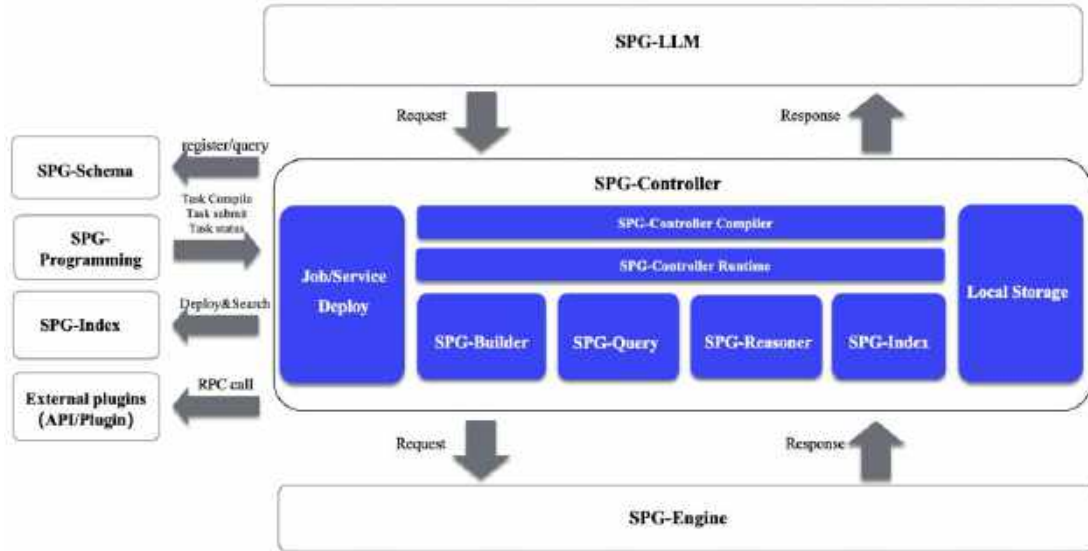 SPG-LLM
Request
Response
register/query
SPG-Schema
SPG-Controller
Task Compile
Task submit
Task status
SPG-
Programming
Job/Service
Deploy
SPG-Controller Compiler
SPG-Controller Runtime
Local Storage
Deploy&Search
SPG-Index
SPG-Builder
SPG-Query
SPG-Reasoner
SPG-Index
RPC call
External plugins
(API/Plugin)
Request
Response
SPG-Engine